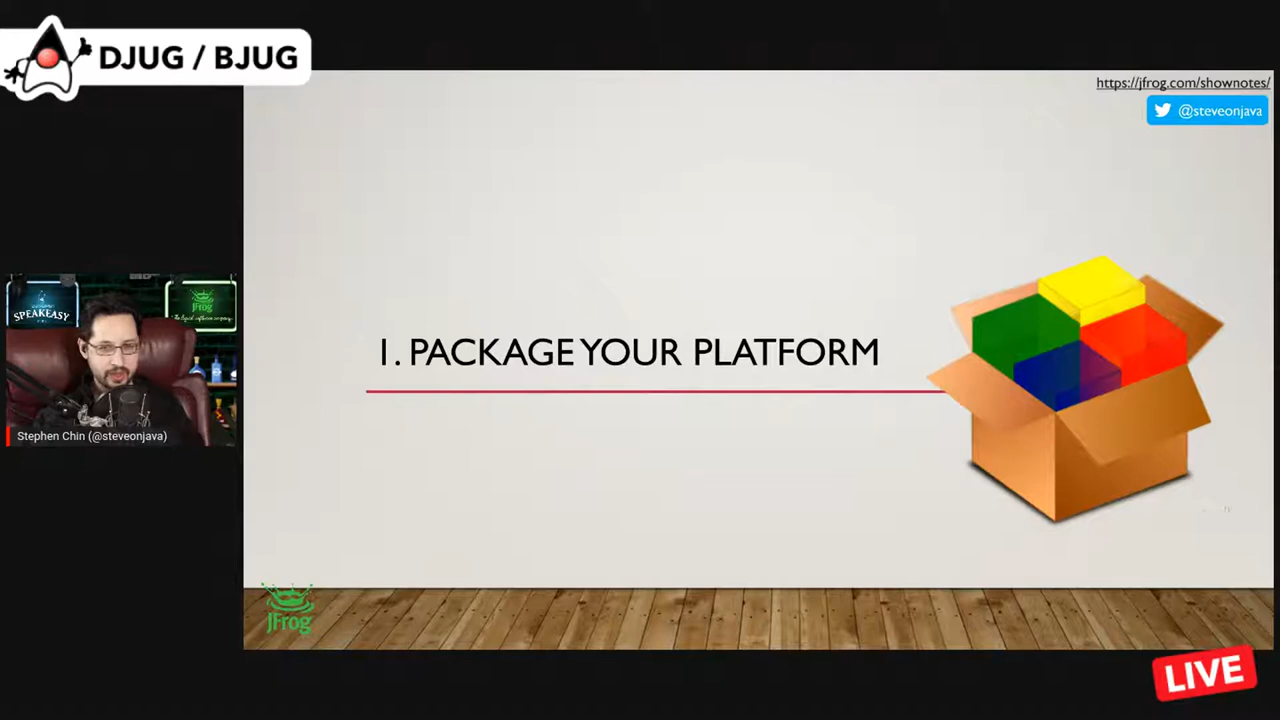 DJUG / BJUG
https://jfrog.com/shownotes/
@steveonjava
1. PACKAGE YOUR PLATFORM
SPEAKEASY
JFrog
Stephen Chin (@steveonjava)
JFrog
LIVE